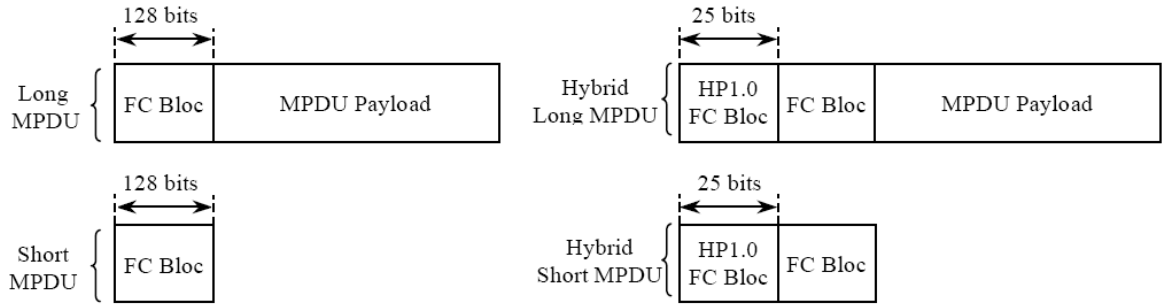 128 bits
Long
MPDU
FC Bloc
MPDU Payload
25 bits
Hybrid
Long MPDU
HP1.0
FC Bloc
FC Bloc
MPDU Payload
128 bits
Short
MPDU
FC Bloc
25 bits
Hybrid
Short MPDU
HP1.0
FC Bloc
FC Bloc